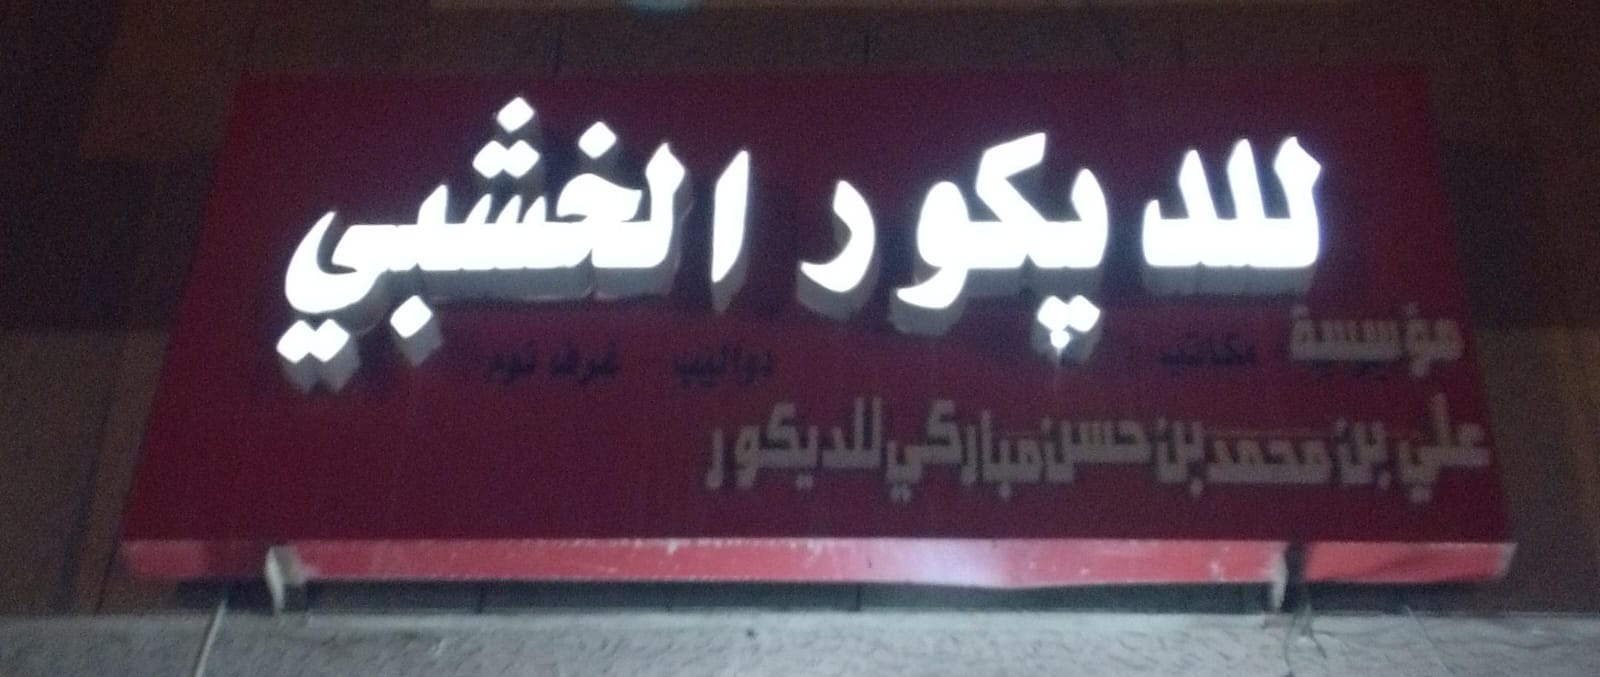 للديكور الخشبي
مؤسسة
مكاتب دواليب غرف نوم
علي بن محمد بن حسن مباركي للديكور